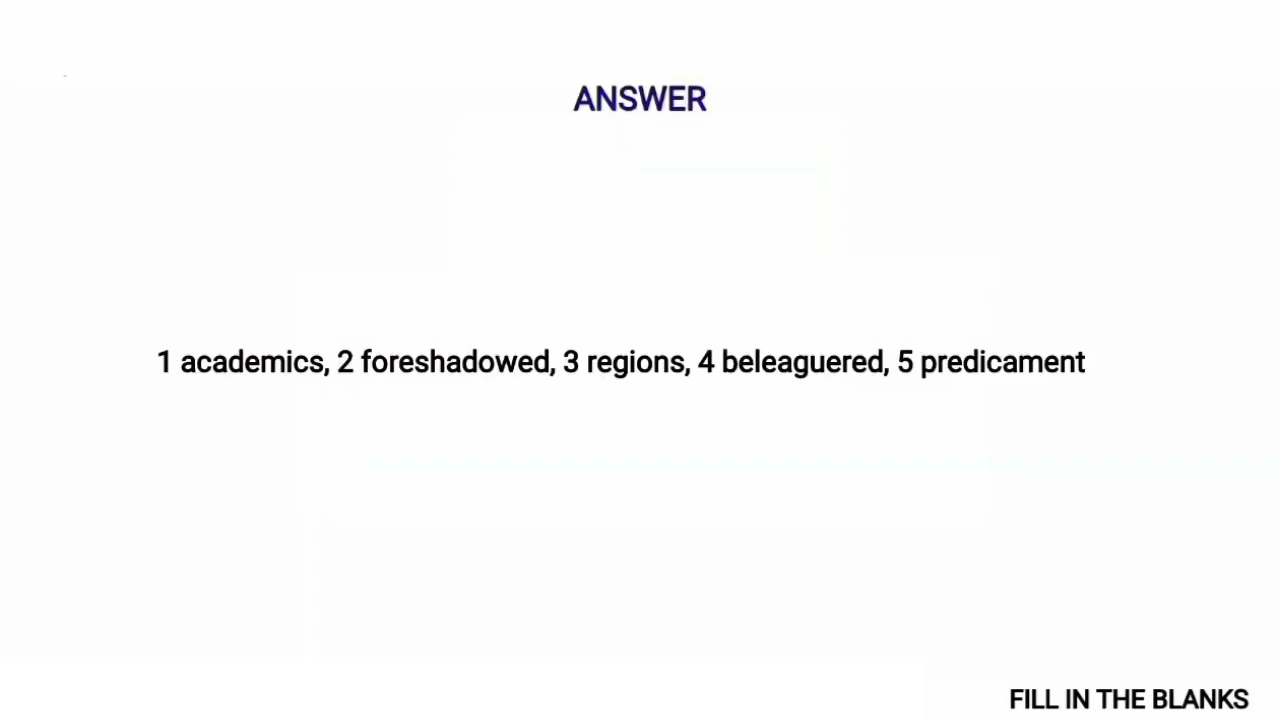 ANSWER
1 academics, 2 foreshadowed, 3 regions, 4 beleaguered, 5 predicament
FILL IN THE BLANKS